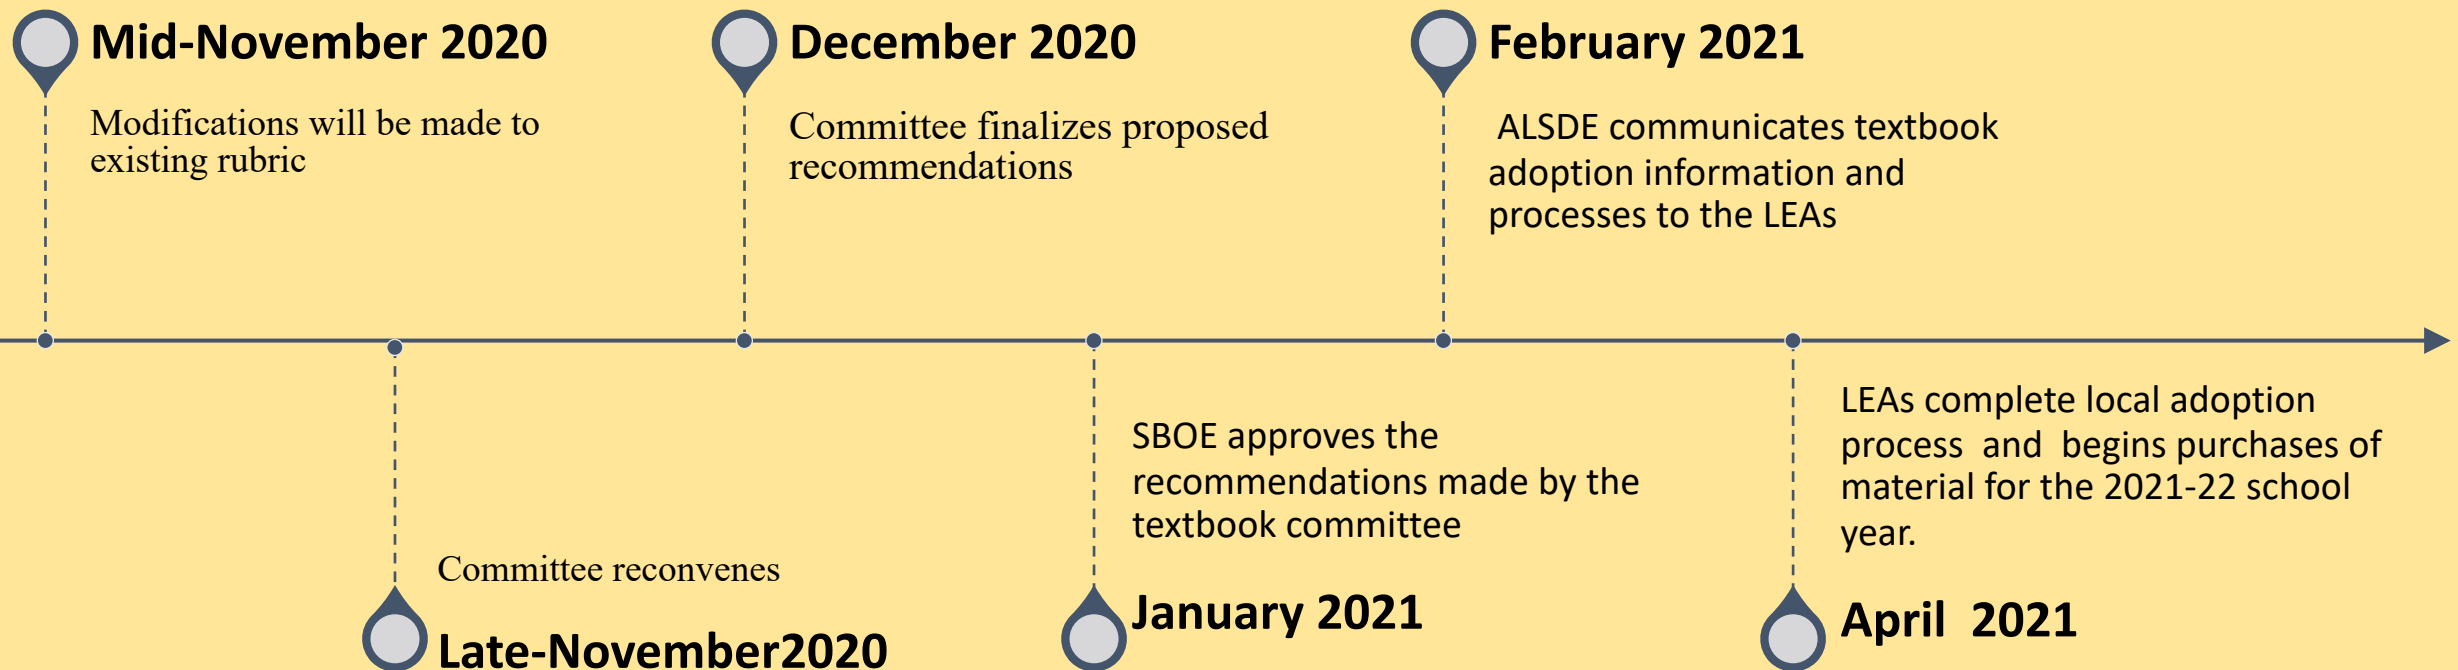 Mid-November 2020
Modifications will be made to
existing rubric
Committee reconvenes
Late-November2020
December 2020
Committee finalizes proposed
recommendations
SBOE approves the
recommendations made by the
textbook committee
January 2021
February 2021
ALSDE communicates textbook
adoption information and
processes to the LEAs
LEAs complete local adoption
process  and  begins purchases of
material for the 2021-22 school
year.
April  2021